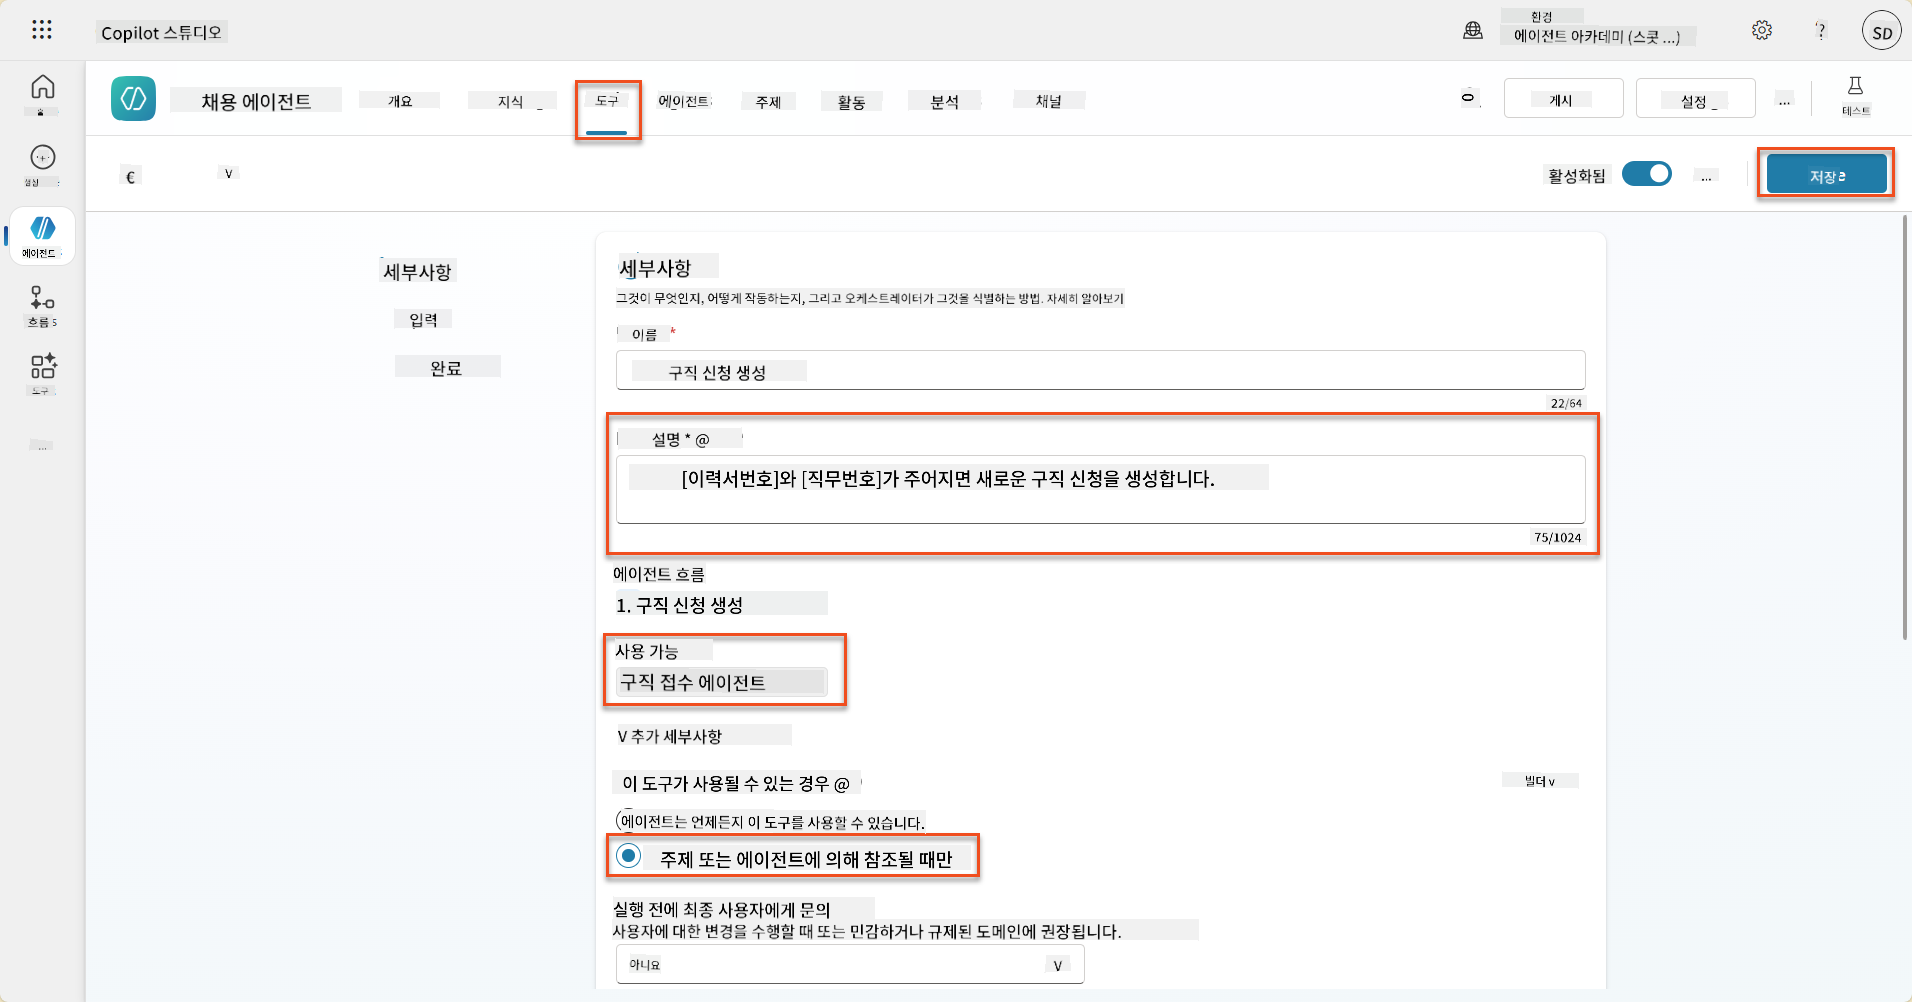 Copilot 스튜디오
환경
에이전트 아카데미 (스콧 ...)
?
SD
홈
채용 에이전트
개요
지식
도구
에이전트
주제
활동
분석
채널
게시
설정
...
테스트
생성
€
V
활성화됨
...
저장
에이전트
흐름
도구
...
세부사항
입력
완료
세부사항
그것이 무엇인지, 어떻게 작동하는지, 그리고 오케스트레이터가 그것을 식별하는 방법. 자세히 알아보기
이름 *
구직 신청 생성
22/64
설명 * @
[이력서번호]와 [직무번호]가 주어지면 새로운 구직 신청을 생성합니다.
75/1024
에이전트 흐름
1. 구직 신청 생성
사용 가능
구직 접수 에이전트
V 추가 세부사항
이 도구가 사용될 수 있는 경우 @
빌더 v
에이전트는 언제든지 이 도구를 사용할 수 있습니다.
주제 또는 에이전트에 의해 참조될 때만
실행 전에 최종 사용자에게 문의
사용자에 대한 변경을 수행할 때 또는 민감하거나 규제된 도메인에 권장됩니다.
아니요
V